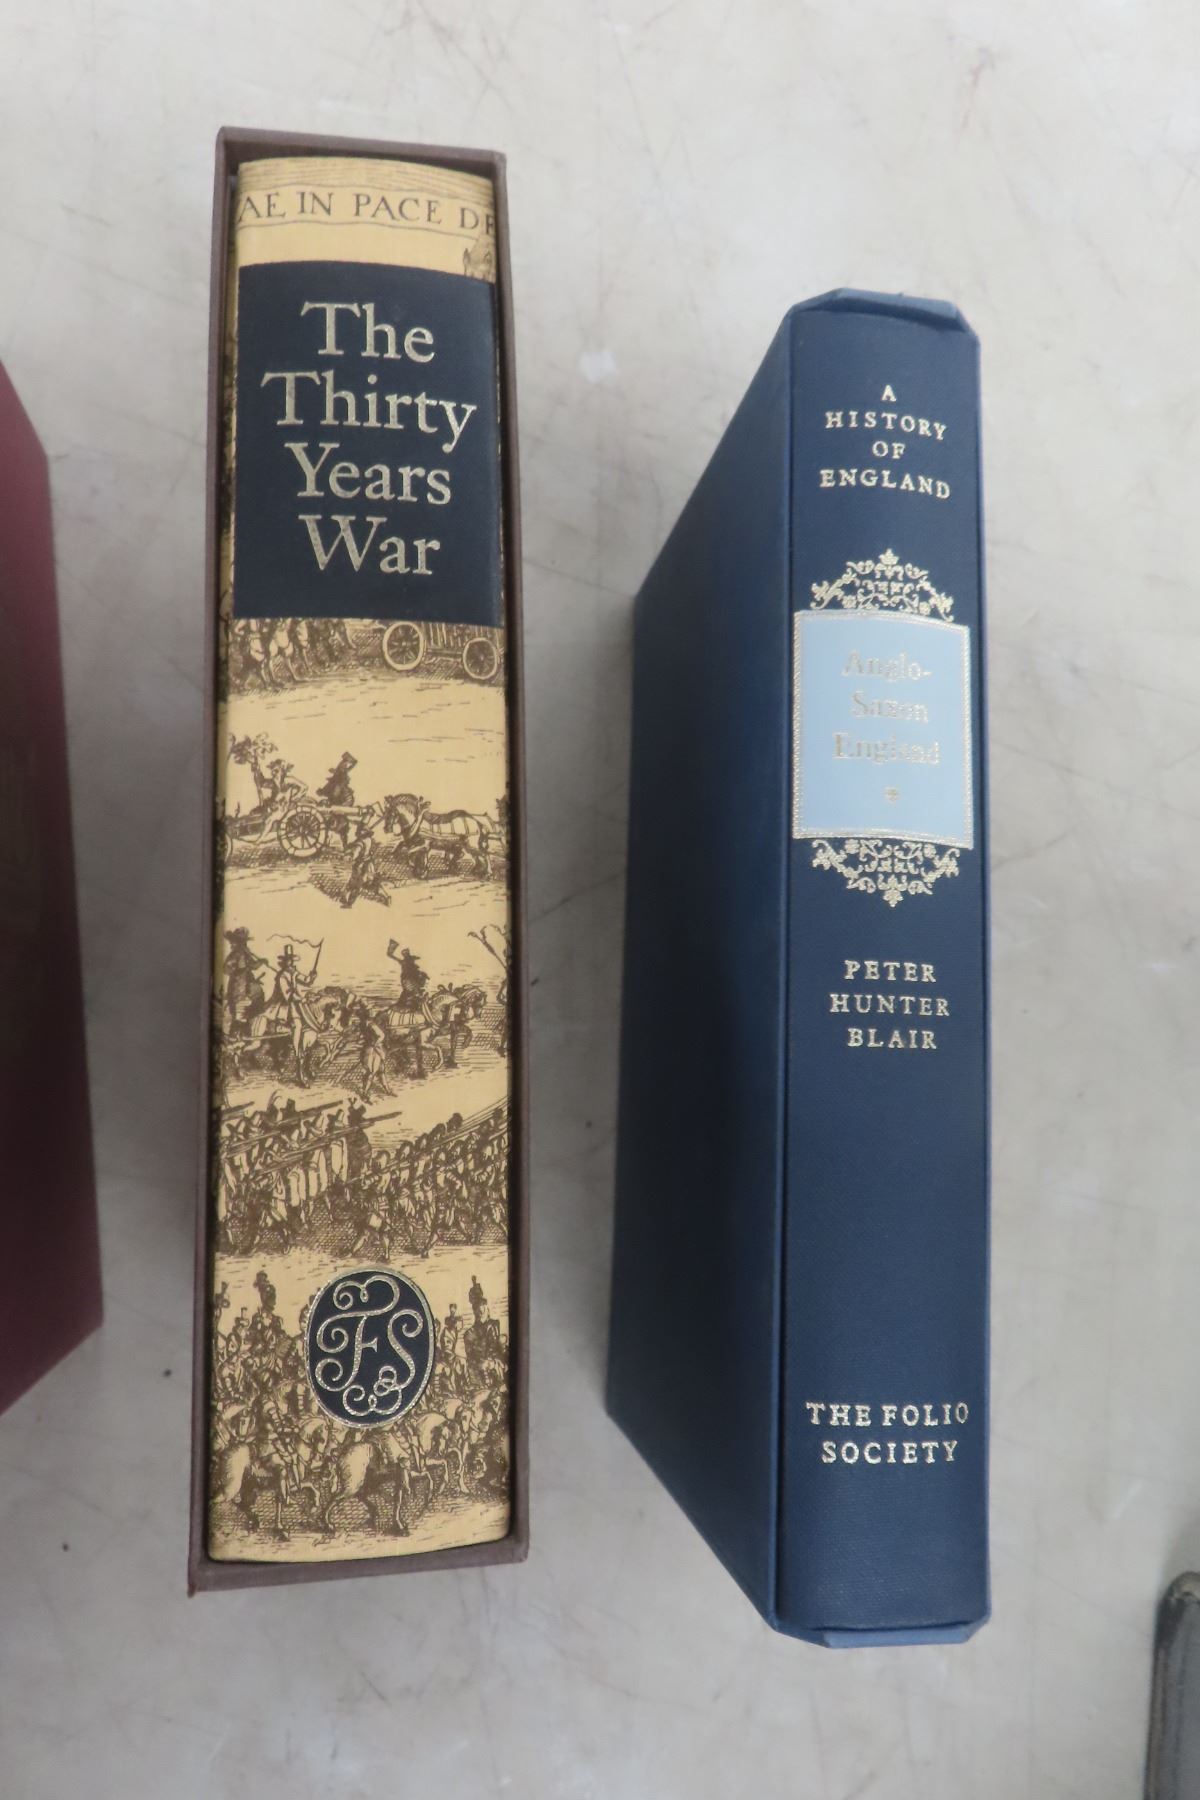 AE IN PACE DE
The
Thirty
Years
War
FS
A
HISTORY
OF
ENGLAND
Anglo-
Saxon
England
PETER
HUNTER
BLAIR
THE FOLIO
SOCIETY